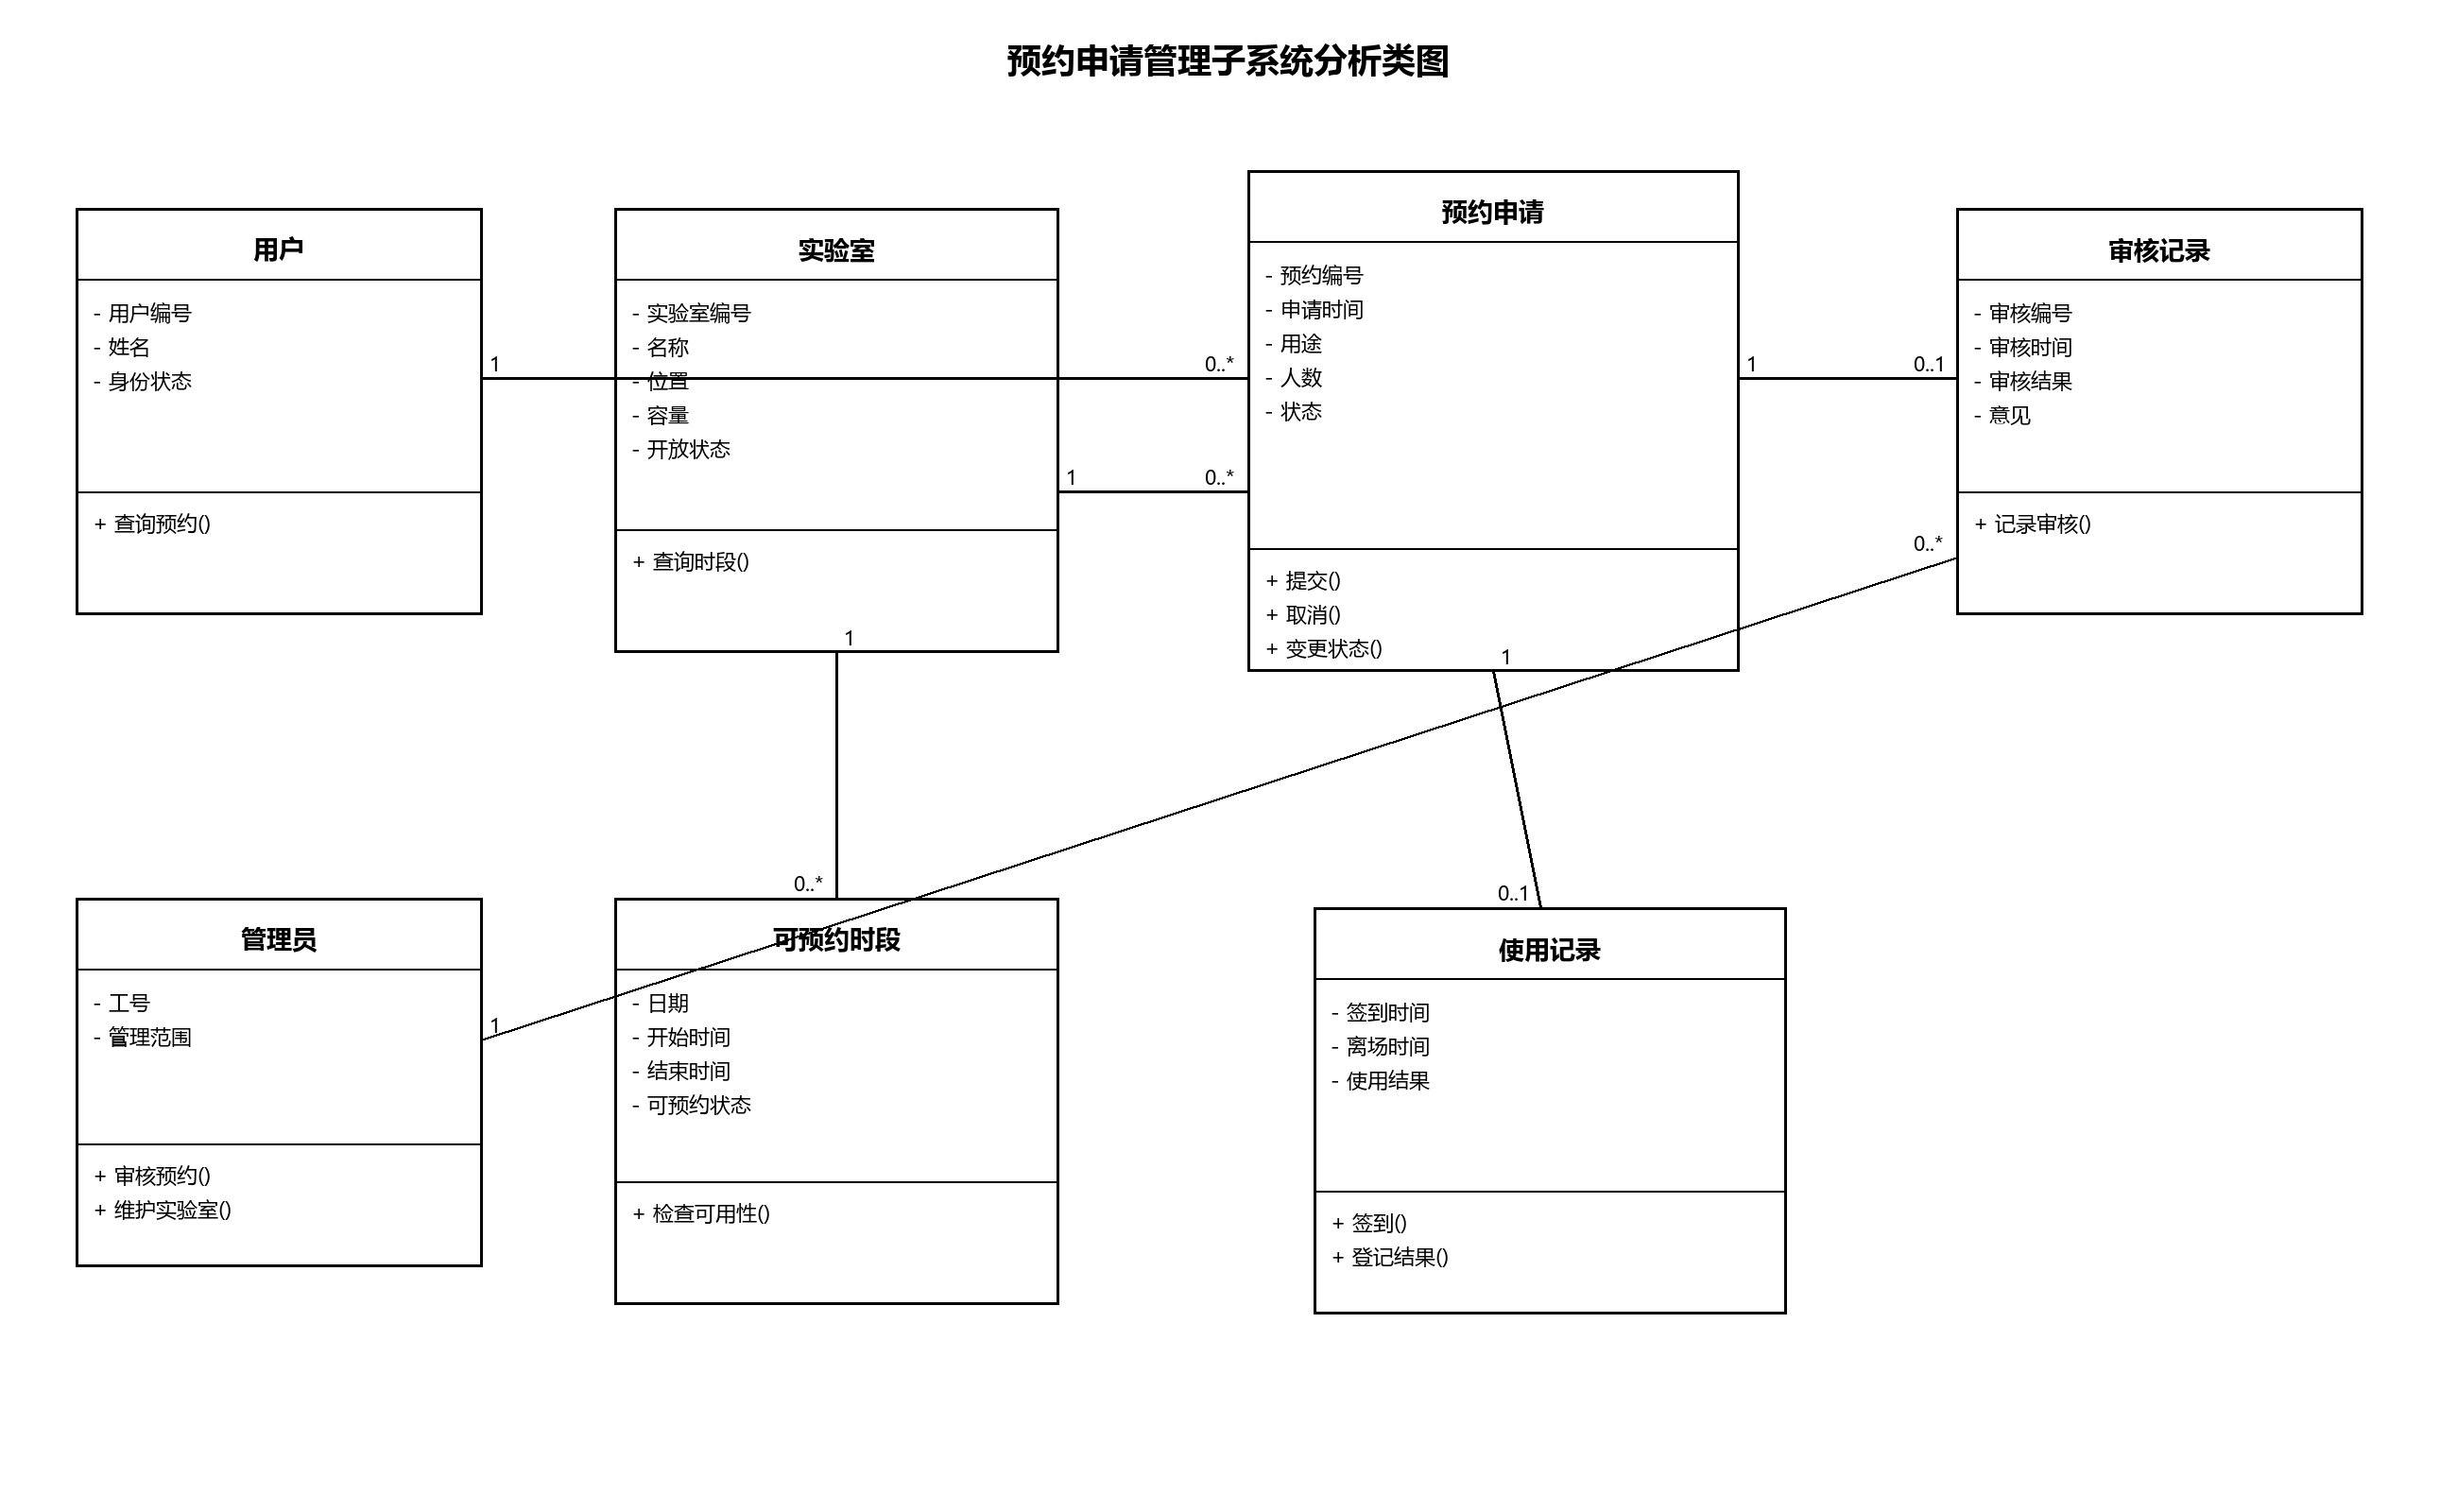 预约申请管理子系统分析类图
用户
- 用户编号
- 姓名
- 身份状态
+ 查询预约()
1
0..*
实验室
- 实验室编号
- 名称
- 位置
- 容量
- 开放状态
+ 查询时段()
1
0..*
1
0..*
预约申请
- 预约编号
- 申请时间
- 用途
- 人数
- 状态
+ 提交()
+ 取消()
+ 变更状态()
1
0..1
1
0..1
审核记录
- 审核编号
- 审核时间
- 审核结果
- 意见
+ 记录审核()
0..*
管理员
- 工号
- 管理范围
+ 审核预约()
+ 维护实验室()
1
可预约时段
- 日期
- 开始时间
- 结束时间
- 可预约状态
+ 检查可用性()
使用记录
- 签到时间
- 离场时间
- 使用结果
+ 签到()
+ 登记结果()